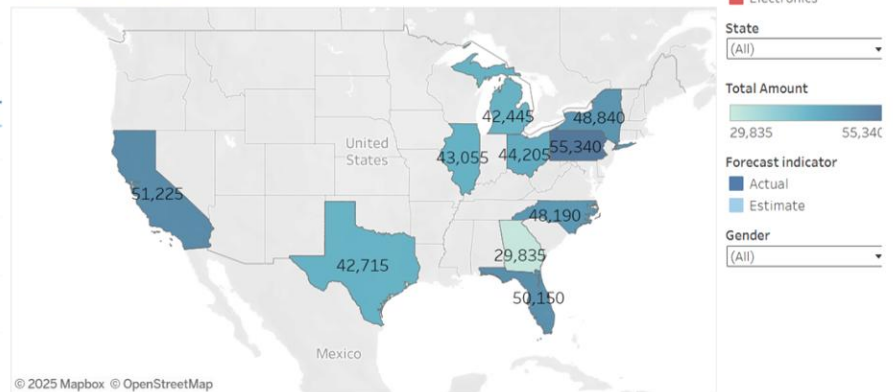 Electronics
State
(All)
Total Amount
29,835 55,340
Forecast indicator
Actual
Estimate
Gender
(All)
42,445
48,840
United
States
43,055
44,205
55,340
51,225
48,190
42,715
29,835
50,150
Mexico
© 2025 Mapbox © OpenStreetMap